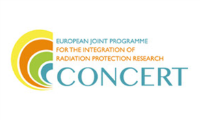 EUROPEAN JOINT PROGRAMME
FOR THE INTEGRATION OF
RADIATION PROTECTION RESEARCH
CONCERT